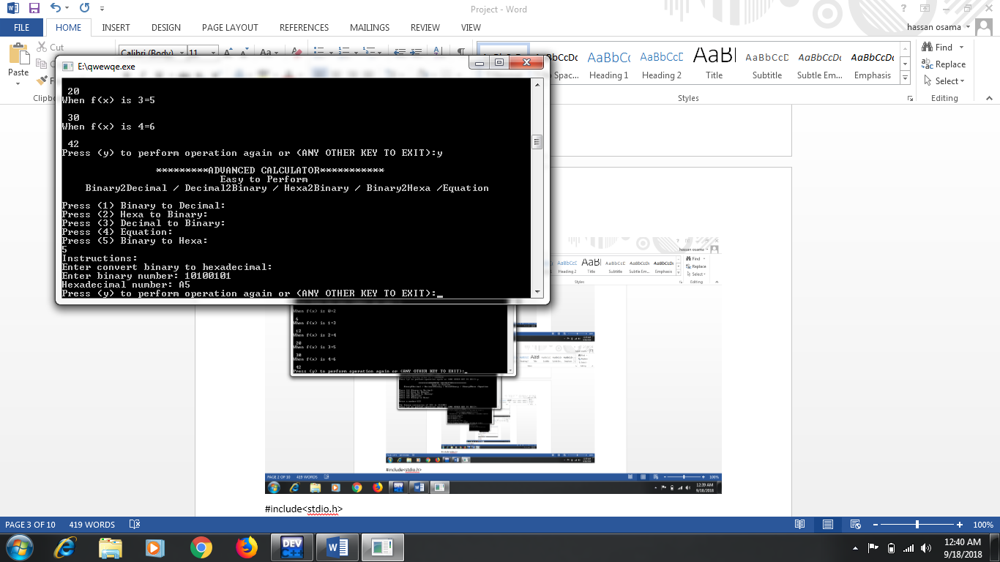 Project - Word
FILE HOME INSERT DESIGN PAGE LAYOUT REFERENCES MAILINGS REVIEW VIEW
hassan osama
Cut
Paste
Calibri (Body) 11
Aa
AaBbCc AaBbCc AaBbCcD AaBI AaBbCcD AaBbCcDc AaBbCcDc
Spac... Heading 1 Heading 2 Title Subtitle Subtle Em... Emphasis
Styles
Find
Replace
Select
Editing
E:\qwewqe.exe
20
When f(x) is 3=5
30
When f(x) is 4=6
42
Press (y) to perform operation again or (ANY OTHER KEY TO EXIT):y
*********ADVANCED CALCULATOR***********
Easy to Perform
Binary2Decimal / Decimal2Binary / Hexa2Binary / Binary2Hexa /Equation
Press (1) Binary to Decimal:
Press (2) Hexa to Binary:
Press (3) Decimal to Binary:
Press (4) Equation:
Press (5) Binary to Hexa:
5
Instructions:
Enter convert binary to hexadecimal:
Enter binary number: 10100101
Hexadecimal number: A5
Press (y) to perform operation again or (ANY OTHER KEY TO EXIT):_
hassan osama
Heading 2 Title Subtitle Subtle Em... Emphasis
Styles
Find
Replace
Select
Editing
When f(x) is 0=2
6
When f(x) is 1=3
12
When f(x) is 2=4
20
When f(x) is 3=5
30
When f(x) is 4=6
42
Press (y) to perform operation again or (ANY OTHER KEY TO EXIT):_
#include<stdio.h>
PAGE 2 OF 10 419 WORDS 100%
12:39 AM
9/18/2018
#include<stdio.h>
PAGE 3 OF 10 419 WORDS 100%
DEV
C++
12:40 AM
9/18/2018